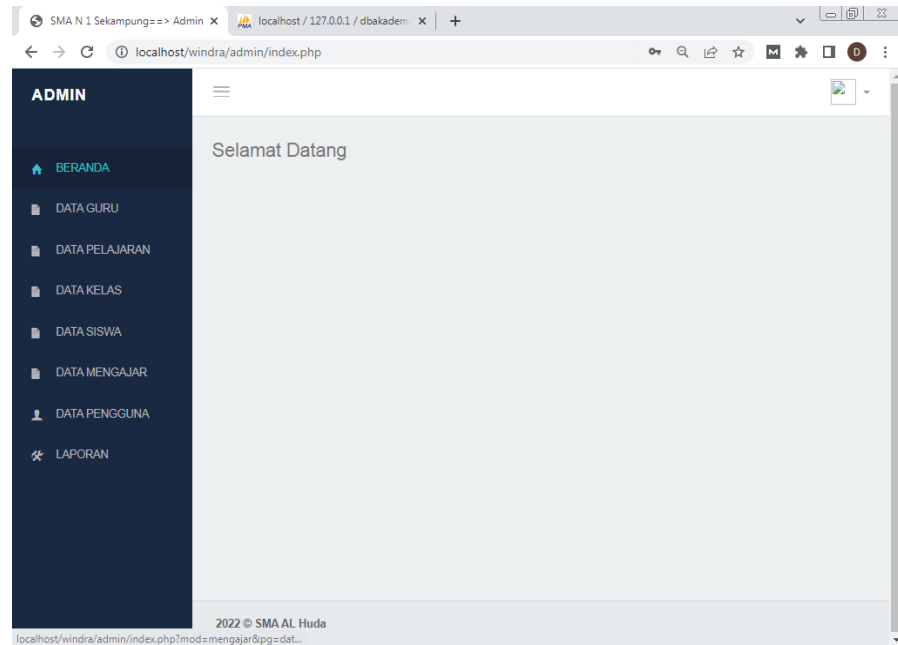 SMA N 1 Sekampung==> Admin
localhost / 127.0.0.1 / dbakademi
localhost/windra/admin/index.php
M
D
ADMIN
Selamat Datang
BERANDA
DATA GURU
DATA PELAJARAN
DATA KELAS
DATA SISWA
DATA MENGAJAR
DATA PENGGUNA
LAPORAN
2022 © SMA AL Huda
localhost/windra/admin/index.php?mod=mengajar&pg=dat...